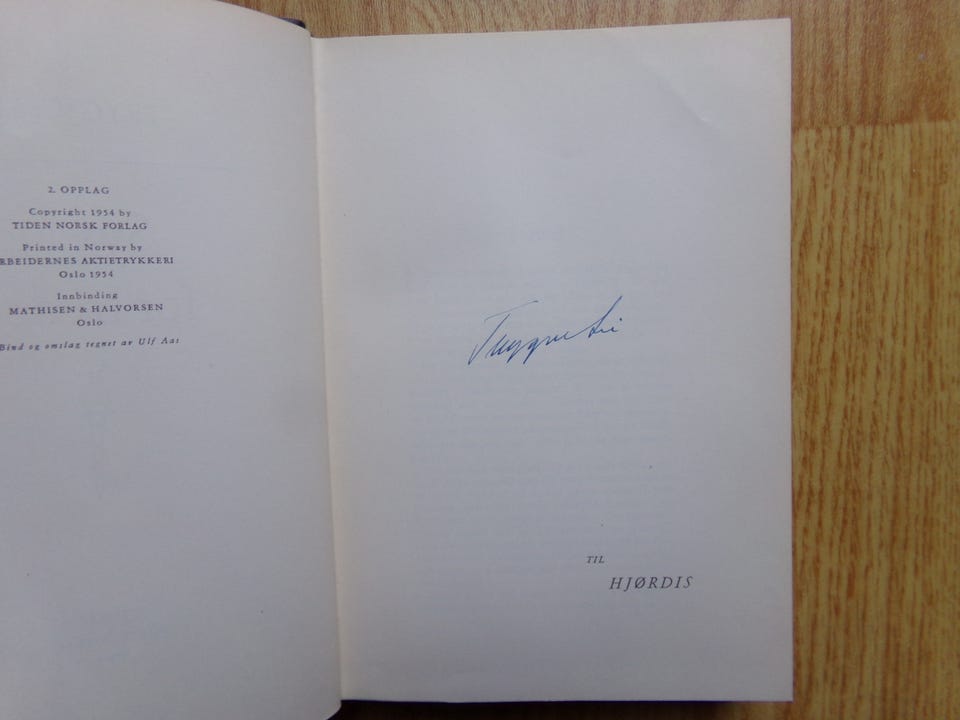 2. OPPLAG
Copyright 1954 by
TIDEN NORSK FORLAG
Printed in Norway by
RBEIDERNES AKTIETRYKKERI
Oslo 1954
Innbinding
MATHISEN & HALVORSEN
Oslo
Bind og omslag tegnet av Ulf Aas
Trygve Lie
TIL
HJØRDIS